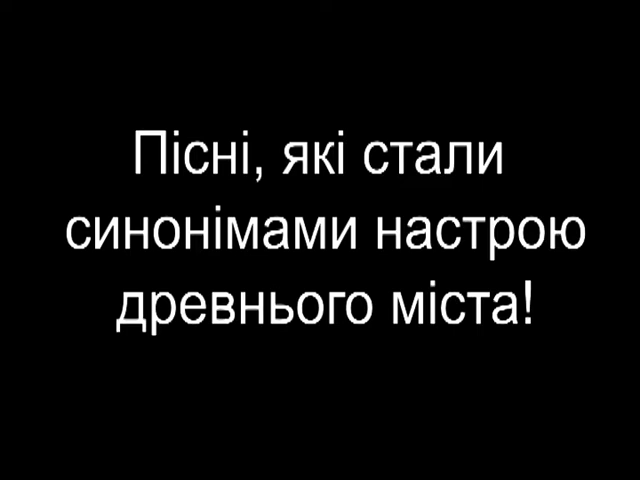 Пісні, які стали
синонімами настрою
древнього міста!